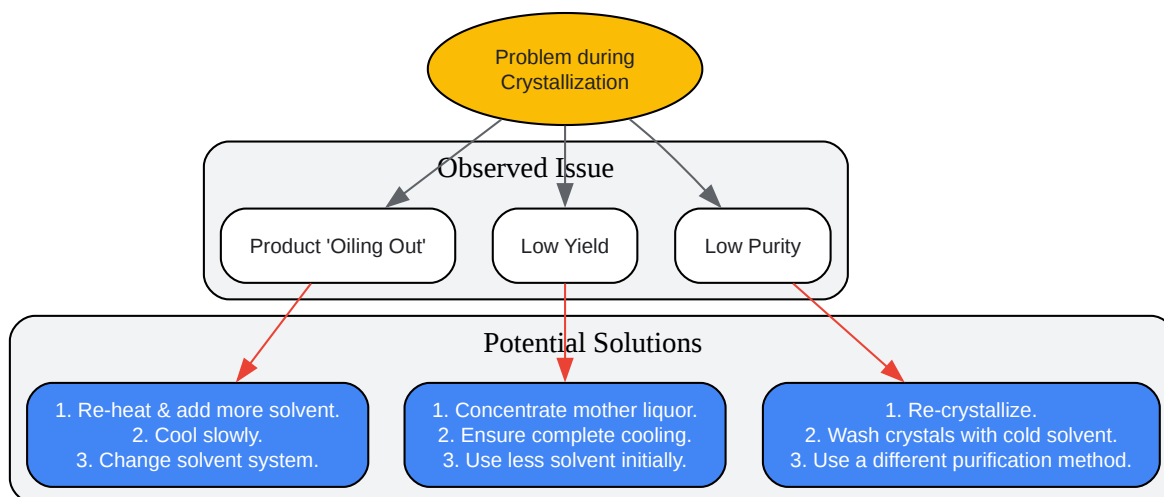 Problem during
Crystallization
Observed Issue
Product 'Oiling Out'
Low Yield
Low Purity
Potential Solutions
1. Re-heat & add more solvent.
2. Cool slowly.
3. Change solvent system.
1. Concentrate mother liquor.
2. Ensure complete cooling.
3. Use less solvent initially.
1. Re-crystallize.
2. Wash crystals with cold solvent.
3. Use a different purification method.